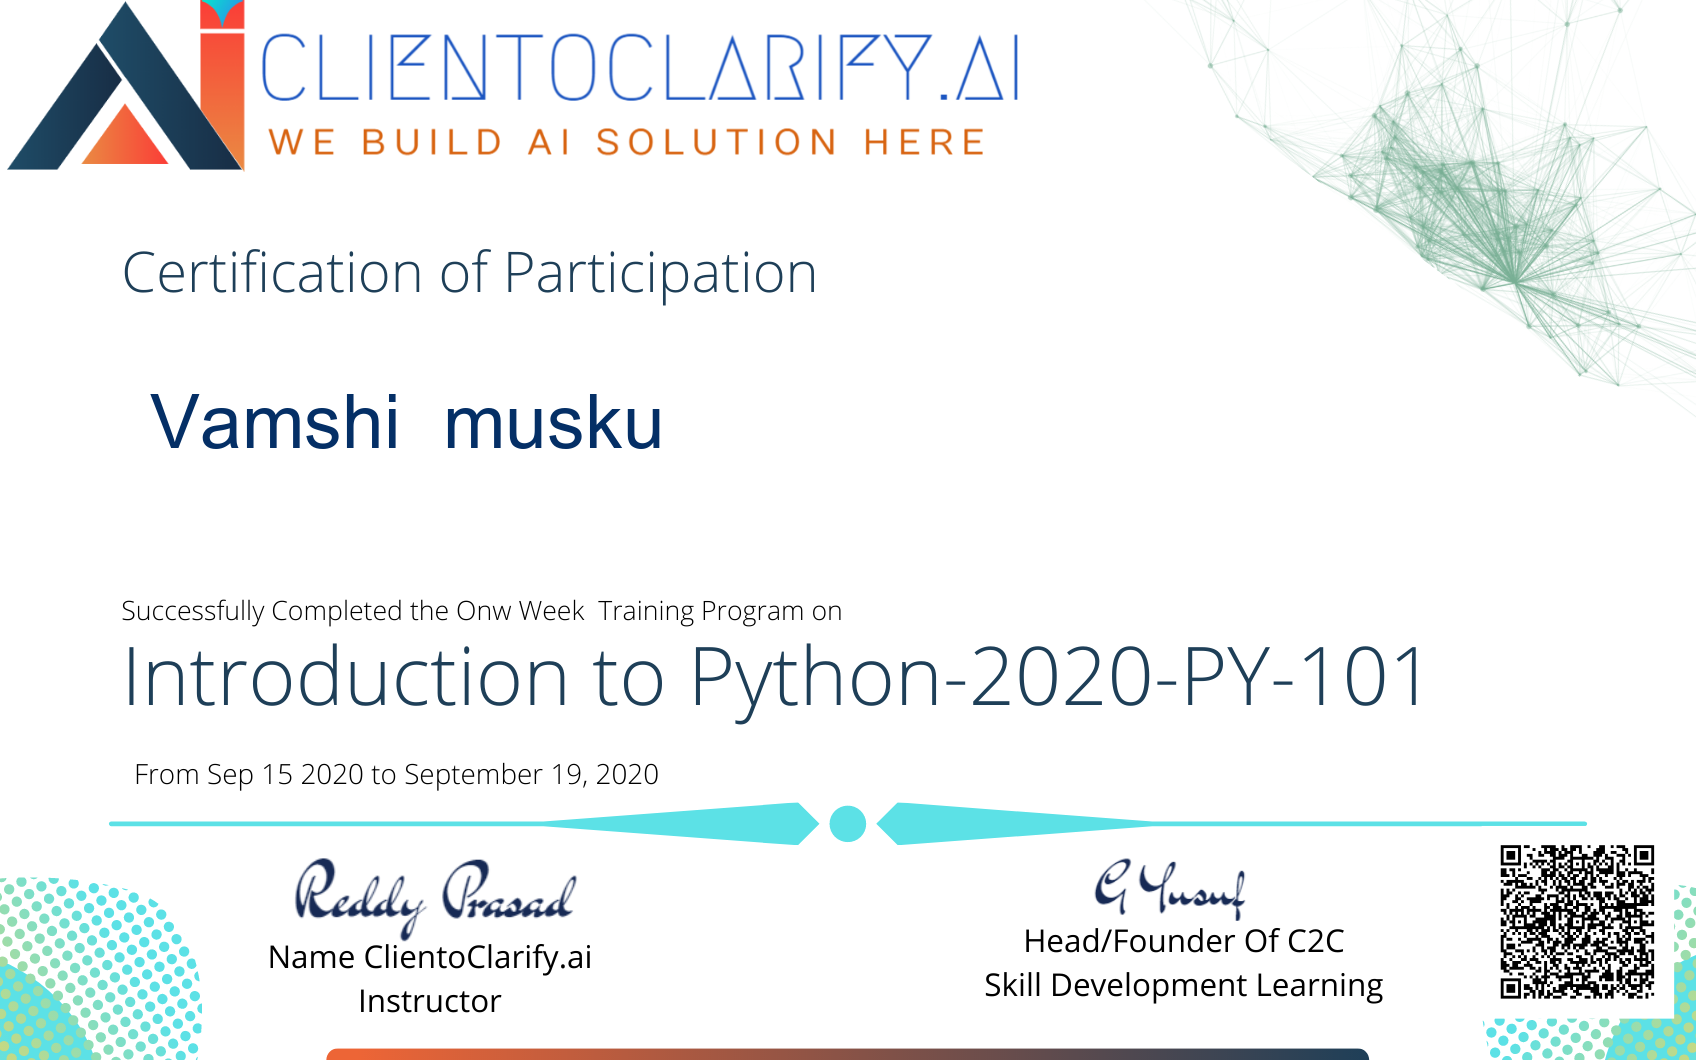 CLIENTOCLARIFY.AI
WE BUILD AI SOLUTION HERE
Certification of Participation
Vamshi musku
Successfully Completed the Onw Week Training Program on
Introduction to Python-2020-PY-101
From Sep 15 2020 to September 19, 2020
Reddy Prasad
Name ClientoClarify.ai
Instructor
G Yusuf
Head/Founder Of C2C
Skill Development Learning